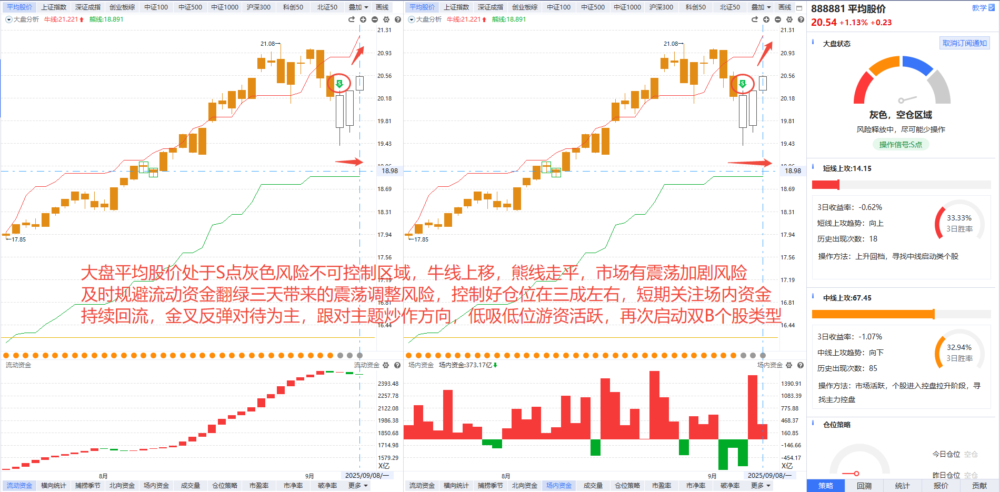 平均股价 上证指数 深证成指 创业板综 中证100 中证500 中证1000 沪深300 科创50 北证50 叠加 画线
大盘分析 牛线:21.221 熊线:18.891
21.31
20.93
20.56
20.18
19.81
19.43
18.98
18.69
18.31
17.94
17.56
17.19
16.81
16.44
21.08
17.85
S
流动资金
流动资金
2393.48
2257.78
2122.08
1986.38
1850.68
1714.98
1579.29
X亿
8月 9月 2025/09/08/一
流动资金 横向统计 捕捞季节 北向资金 场内资金 成交量 仓位策略 市盈率 市净率 破净率 更多
平均股价 上证指数 深证成指 创业板综 中证100 中证500 中证1000 沪深300 科创50 北证50 叠加 画线
大盘分析 牛线:21.221 熊线:18.891
21.31
20.93
20.56
20.18
19.81
19.43
18.98
18.69
18.31
17.94
17.56
17.19
16.81
16.44
21.08
17.85
S
大盘平均股价处于S点灰色风险不可控制区域，牛线上移，熊线走平，市场有震荡加剧风险
及时规避流动资金翻绿三天带来的震荡调整风险，控制好仓位在三成左右，短期关注场内资金
持续回流，金叉反弹对待为主，跟对主题炒作方向，低吸低位游资活跃，再次启动双B个股类型
场内资金 场内资金:373.17亿
场内资金
1390.91
1083.39
775.88
468.37
160.85
-146.66
-454.17
X亿
8月 9月 2025/09/08/一
流动资金 横向统计 捕捞季节 北向资金 场内资金 成交量 仓位策略 市盈率 市净率 破净率 更多
888881 平均股价
教学
20.54 +1.13% +0.23
大盘状态
取消订阅通知
灰色，空仓区域
风险释放中，尽可能少操作
操作信号:S点
短线上攻:14.15
3日收益率：-0.62%
短线上攻趋势：向上
历史出现次数：18
33.33%
3日胜率
操作方法：上升回档，寻找中线启动类个股
中线上攻:67.45
3日收益率：-1.07%
中线上攻趋势：向下
历史出现次数：85
32.94%
3日胜率
操作方法：市场活跃，个股进入控盘拉升阶段，寻
找主力控盘
仓位策略
今日仓位 空仓
昨日仓位 空仓
策略 回溯 统计 报价 贡献